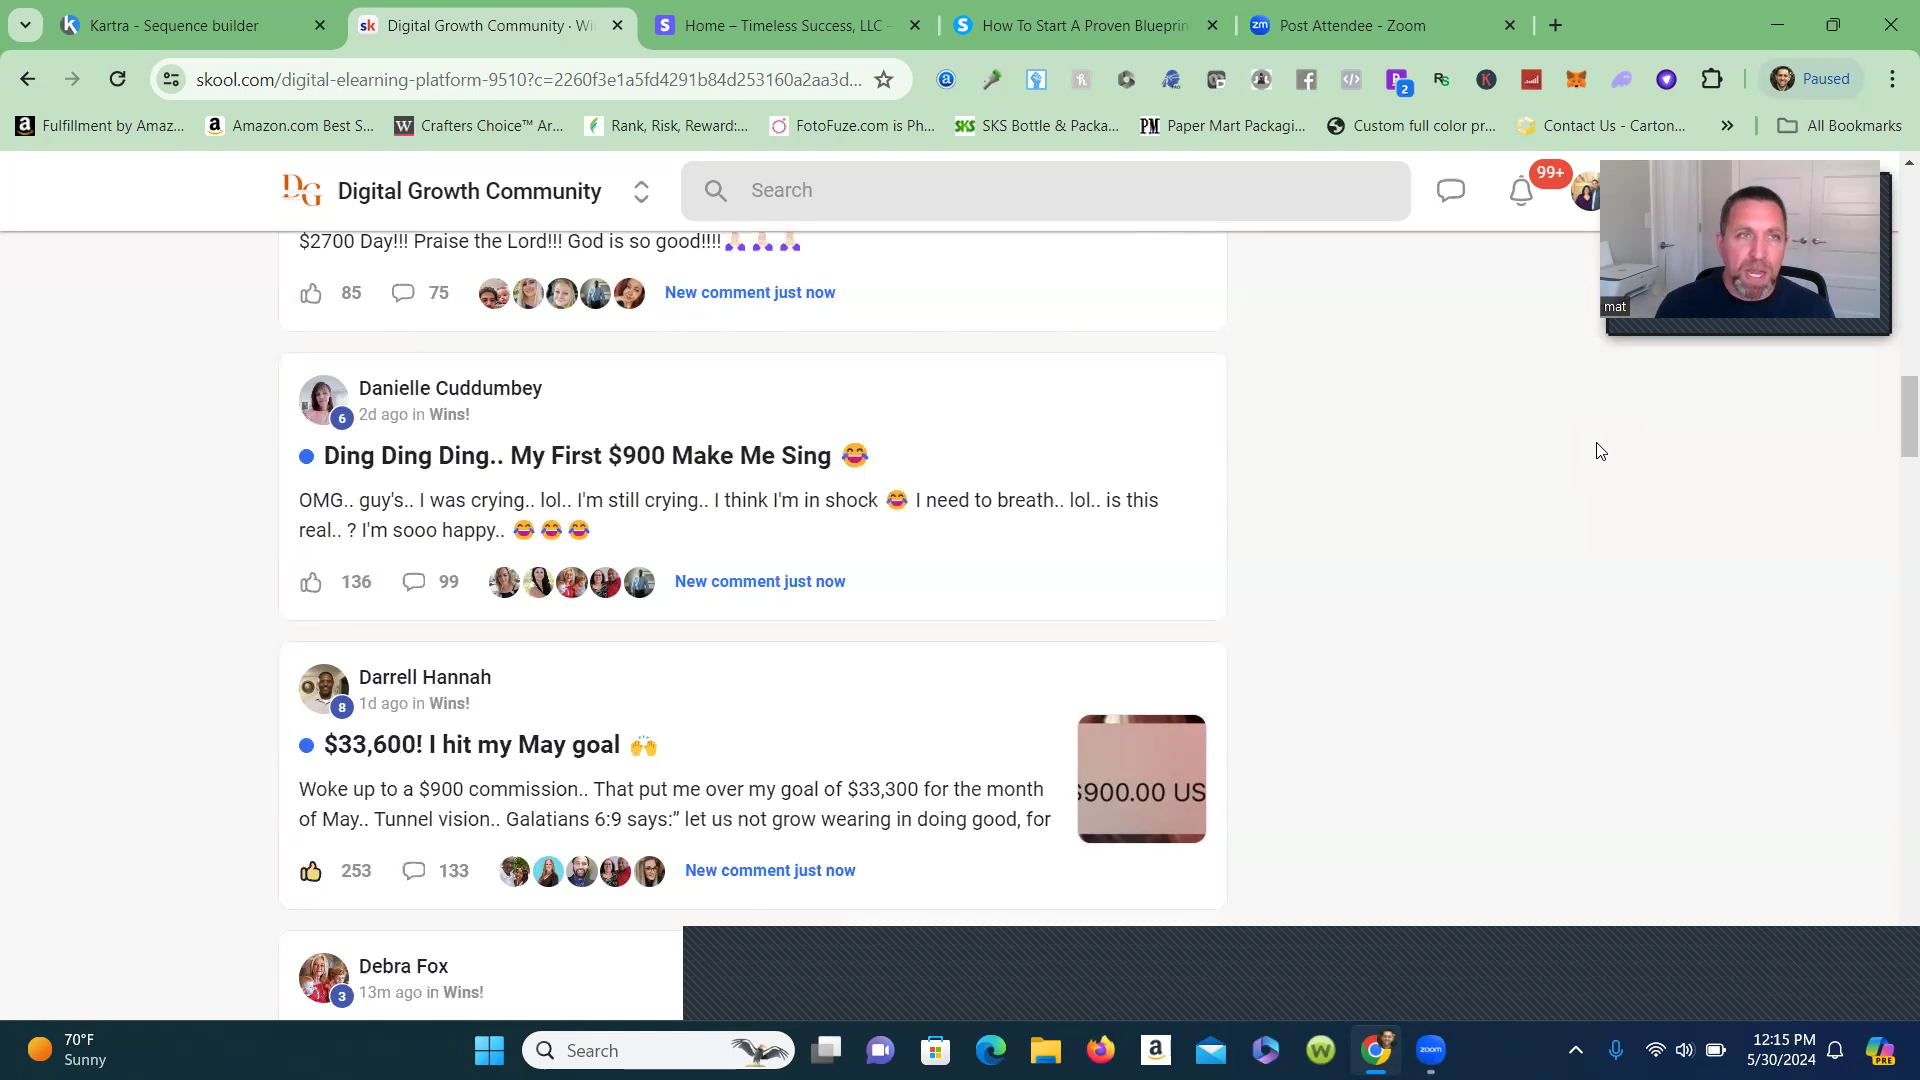 Kartra - Sequence builder
Digital Growth Community · Wi
Home – Timeless Success, LLC -
How To Start A Proven Blueprin
zm Post Attendee - Zoom
skool.com/digital-elearning-platform-9510?c=2260f3e1a5fd4291b84d253160a2aa3d...
2
Paused
Fulfillment by Amaz...
Amazon.com Best S...
Crafters Choice™ Ar...
Rank, Risk, Reward:...
FotoFuze.com is Ph...
SKS Bottle & Packa...
Paper Mart Packagi...
Custom full color pr...
Contact Us - Carton...
All Bookmarks
DG Digital Growth Community
Search
99+
mat
$2700 Day!!! Praise the Lord!!! God is so good!!!!🙏🏻🙏🏻🙏🏻
85 75 New comment just now
Danielle Cuddumbey
6 2d ago in Wins!
Ding Ding Ding.. My First $900 Make Me Sing 😂
OMG.. guy's.. I was crying.. lol.. I'm still crying.. I think I'm in shock 😂 I need to breath.. lol.. is this
real.. ? I'm sooo happy.. 😂 😂 😂
136 99 New comment just now
Darrell Hannah
8 1d ago in Wins!
$33,600! I hit my May goal 🙌
Woke up to a $900 commission.. That put me over my goal of $33,300 for the month
of May.. Tunnel vision.. Galatians 6:9 says:” let us not grow wearing in doing good, for
$900.00 US
253 133 New comment just now
Debra Fox
3 13m ago in Wins!
70°F
Sunny
Search
zoom
12:15 PM
5/30/2024
PRE